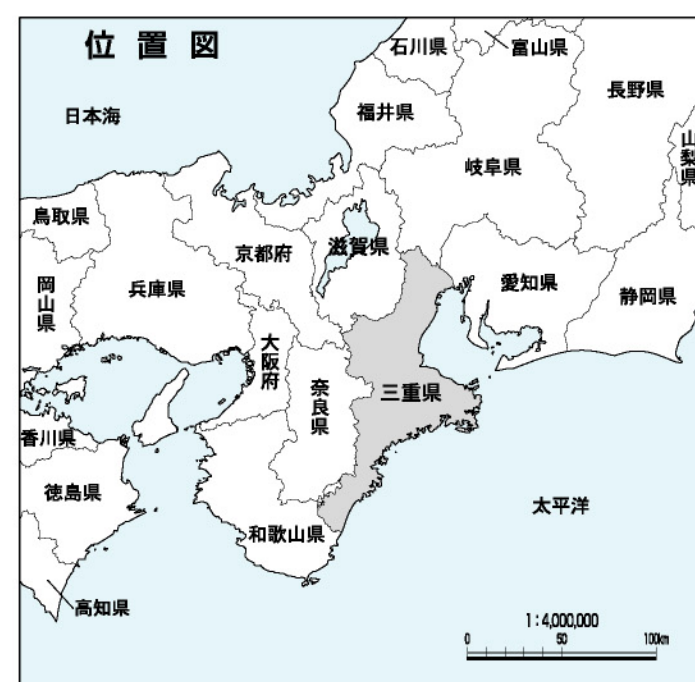 位置図
石川県
富山県
長野県
日本海
福井県
山梨県
岐阜県
鳥取県
京都府
滋賀県
愛知県
静岡県
岡山県
兵庫県
大阪府
奈良県
三重県
香川県
徳島県
和歌山県
太平洋
高知県
1:4,000,000
0 50 100km